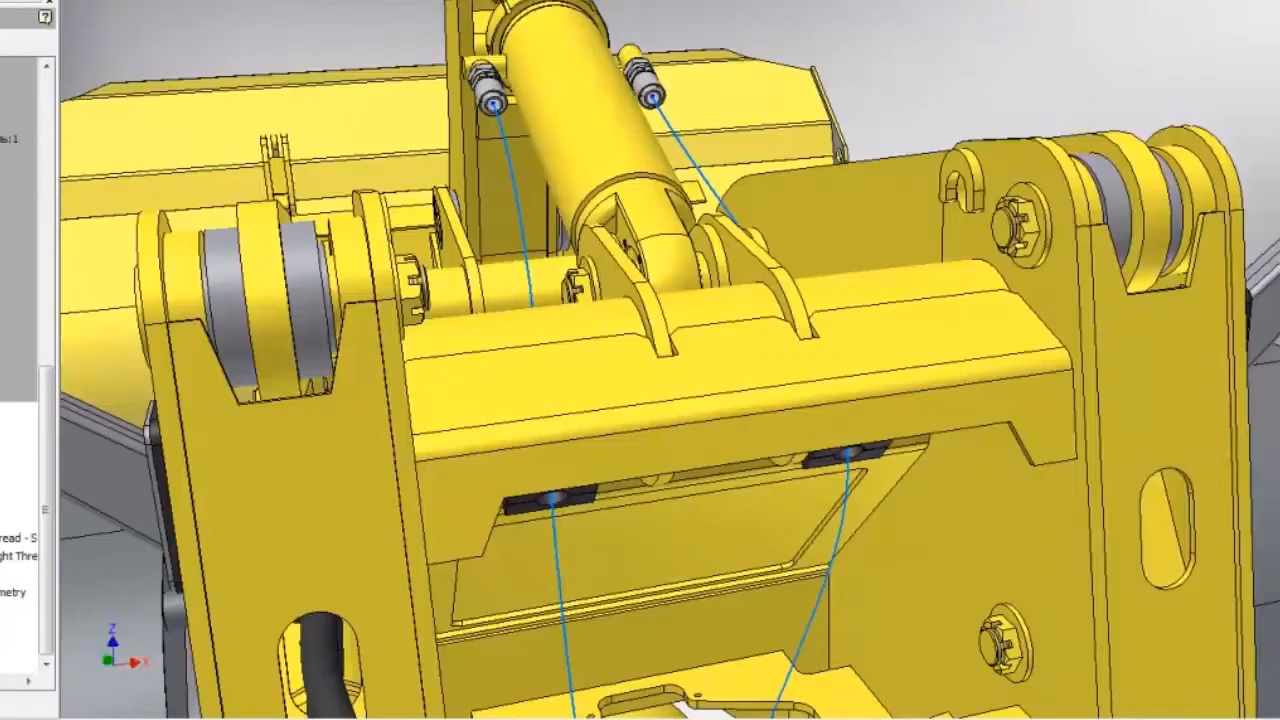 ?
ь:1
read - S
ght Thre
metry
Z
X